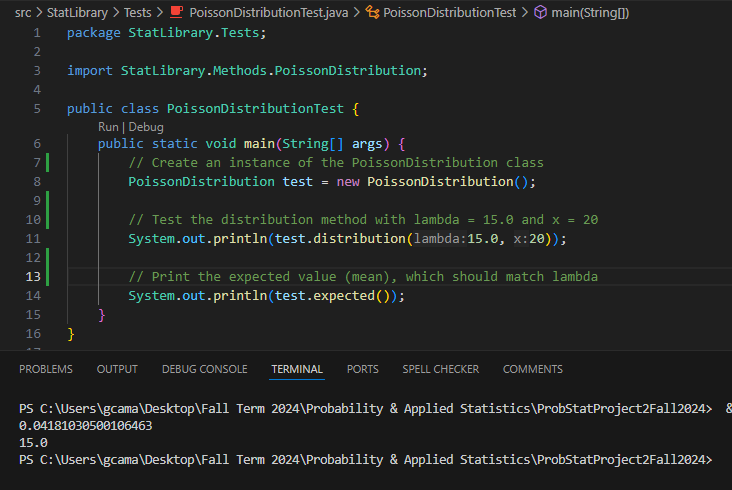 src > StatLibrary > Tests > PoissonDistributionTest.java > PoissonDistributionTest > main(String[])
1 package StatLibrary.Tests;
2
3 import StatLibrary.Methods.PoissonDistribution;
4
5 public class PoissonDistributionTest {
Run | Debug
6 public static void main(String[] args) {
7 // Create an instance of the PoissonDistribution class
8 PoissonDistribution test = new PoissonDistribution();
9
10 // Test the distribution method with lambda = 15.0 and x = 20
11 System.out.println(test.distribution(lambda:15.0, x:20));
12
13 // Print the expected value (mean), which should match lambda
14 System.out.println(test.expected());
15 }
16 }
17
PROBLEMS OUTPUT DEBUG CONSOLE TERMINAL PORTS SPELL CHECKER COMMENTS
PS C:\Users\gcama\Desktop\Fall Term 2024\Probability & Applied Statistics\ProbStatProject2Fall2024> &
0.04181030500106463
15.0
PS C:\Users\gcama\Desktop\Fall Term 2024\Probability & Applied Statistics\ProbStatProject2Fall2024>